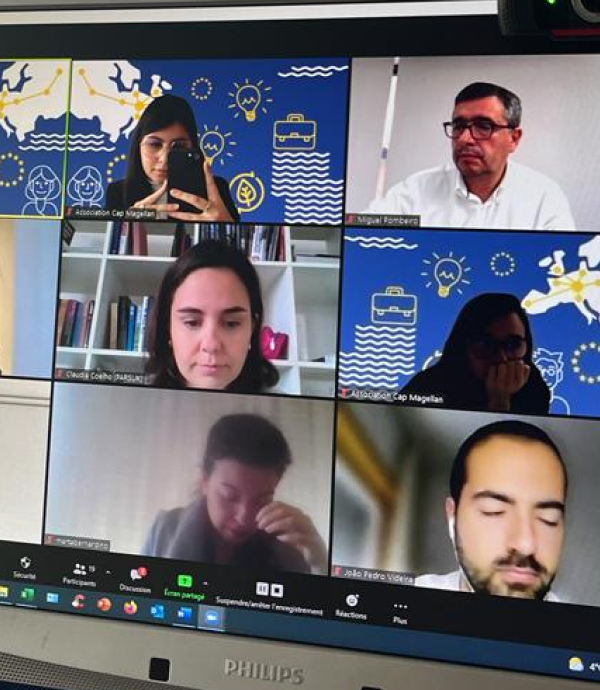 Association Cap Magellan
Miguel Pombeiro
Claudia Coelho (PARSUK)
Association Cap Magellan
martabernardino
João Pedro Videira
Sécurité
Participants
19
Discussion
Écran partagé
Suspendre/arrêter l'enregistrement
Réactions
Plus
4°
PHILIPS